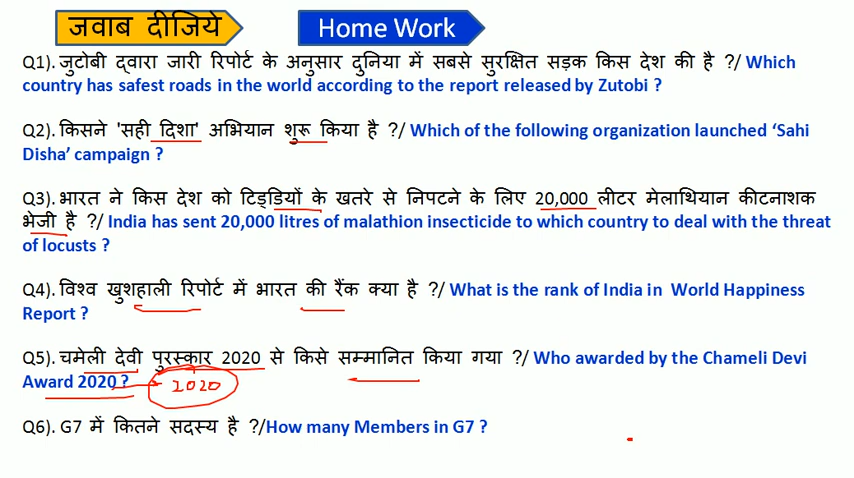 जवाब दीजिये
Home Work
Q1). जुटोबी द्वारा जारी रिपोर्ट के अनुसार दुनिया में सबसे सुरक्षित सड़क किस देश की है ?/ Which
country has safest roads in the world according to the report released by Zutobi ?
Q2). किसने 'सही दिशा' अभियान शुरू किया है ?/ Which of the following organization launched ‘Sahi
Disha’ campaign ?
Q3). भारत ने किस देश को टिड्डियों के खतरे से निपटने के लिए 20,000 लीटर मेलाथियान कीटनाशक
भेजी है ?/ India has sent 20,000 litres of malathion insecticide to which country to deal with the threat
of locusts ?
Q4). विश्व खुशहाली रिपोर्ट में भारत की रैंक क्या है ?/ What is the rank of India in World Happiness
Report ?
Q5). चमेली देवी पुरस्कार 2020 से किसे सम्मानित किया गया ?/ Who awarded by the Chameli Devi
Award 2020 ?
2020
Q6). G7 में कितने सदस्य है ?/How many Members in G7 ?